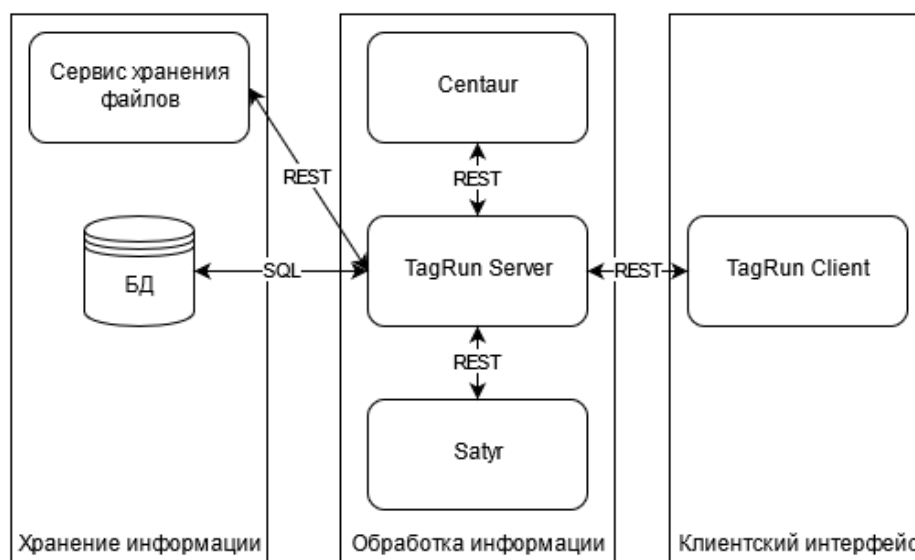 Сервис хранения
файлов
Centaur
REST
REST
БД
SQL
TagRun Server
REST
TagRun Client
REST
Satyr
Хранение информации
Обработка информации
Клиентский интерфейс